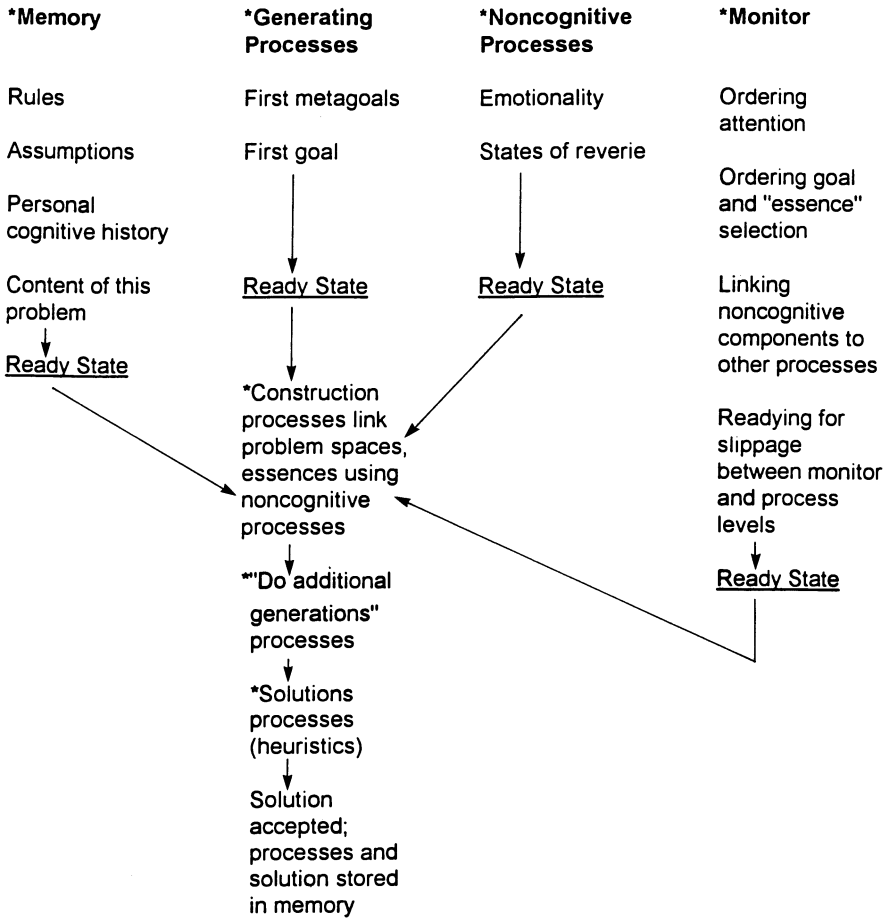 *Memory
Rules
Assumptions
Personal
cognitive history
Content of this
problem
Ready State
*Generating
Processes
First metagoals
First goal
Ready State
*Construction
processes link
problem spaces,
essences using
noncognitive
processes
*"Do additional
generations"
processes
*Solutions
processes
(heuristics)
Solution
accepted;
processes and
solution stored
in memory
*Noncognitive
Processes
Emotionality
States of reverie
Ready State
*Monitor
Ordering
attention
Ordering goal
and "essence"
selection
Linking
noncognitive
components to
other processes
Readying for
slippage
between monitor
and process
levels
Ready State